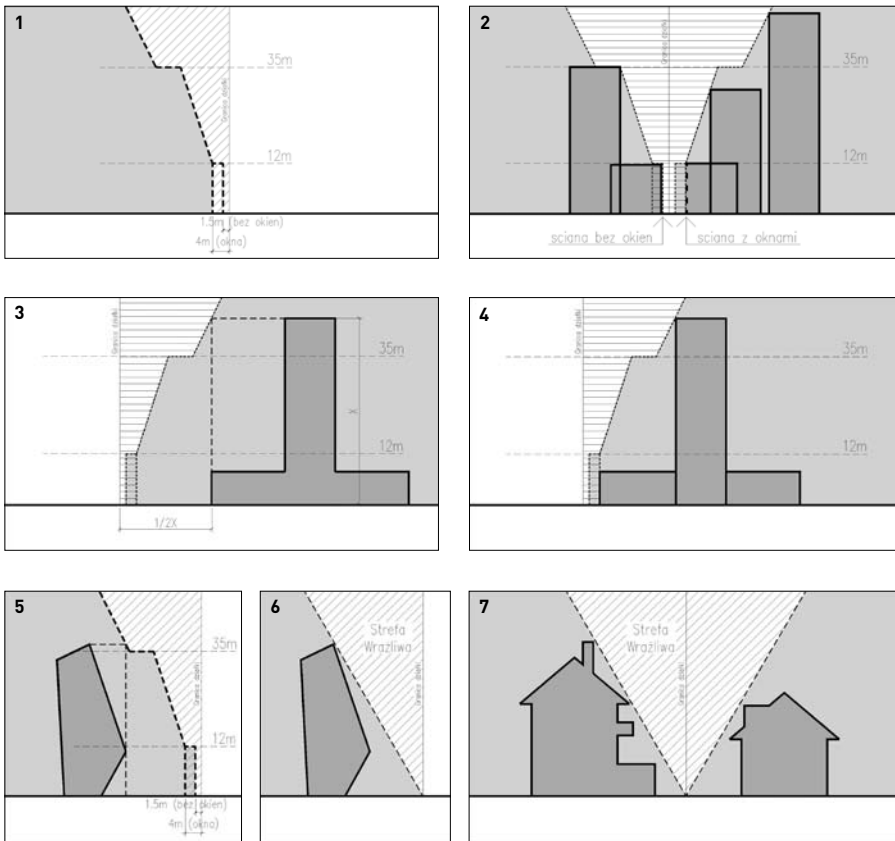 1
35m
Granica działki
12m
1.5m (bez okien)
4m (okna)
2
Granica działki
35m
12m
sciana bez okien
sciana z oknami
3
Granica działki
35m
X
12m
1/2X
4
Granica działki
35m
12m
5
35m
Granica działki
12m
1.5m (bez okien)
4m (okna)
6
Strefa
Wrażliwa
Granica działki
7
Strefa
Wrażliwa
Granica działki